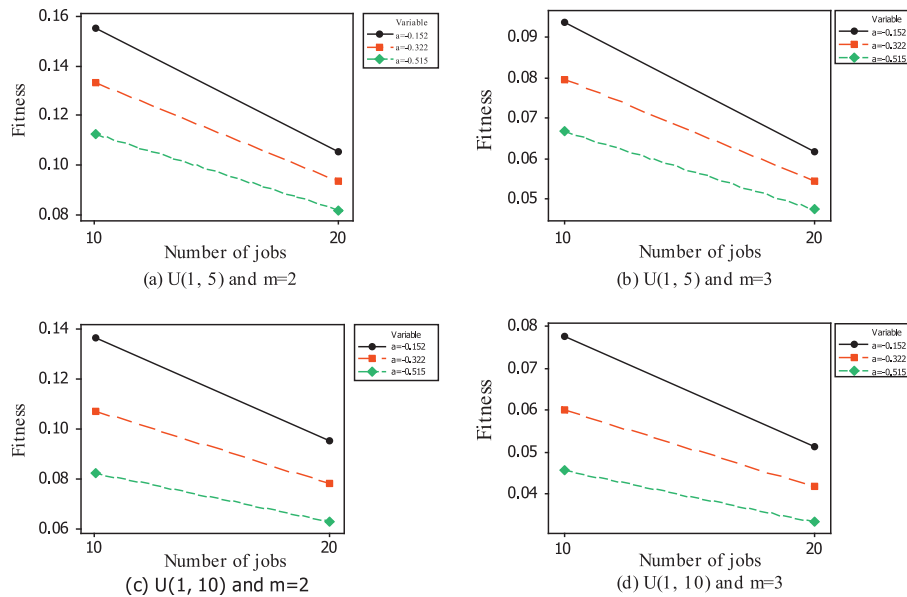 0.16
0.14
0.12
0.10
0.08
Fitness
10
20
Number of jobs
Variable
a=-0.152
a=-0.322
a=-0.515
(a) U(1, 5) and m=2
0.09
0.08
0.07
0.06
0.05
Fitness
10
20
Number of jobs
Variable
a=-0.152
a=-0.322
a=-0.515
(b) U(1, 5) and m=3
0.14
0.12
0.10
0.08
0.06
Fitness
10
20
Number of jobs
Variable
a=-0.152
a=-0.322
a=-0.515
(c) U(1, 10) and m=2
0.08
0.06
0.05
0.04
Fitness
10
20
Number of jobs
Variable
a=-0.152
a=-0.322
a=-0.515
(d) U(1, 10) and m=3